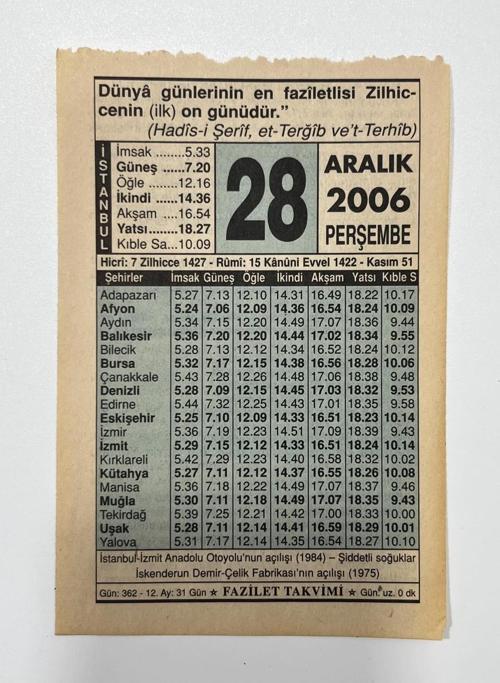 Dünyâ günlerinin en fazîletlisi Zilhic-
cenin (ilk) on günüdür.”
(Hadîs-i Şerîf, et-Terğîb ve't-Terhîb)
İSTANBUL
İmsak ........5.33
Güneş ......7.20
Öğle .......12.16
İkindi ......14.36
Akşam ....16.54
Yatsı.......18.27
Kıble Sa...10.09
28
ARALIK
2006
PERŞEMBE
Hicrî: 7 Zilhicce 1427 - Rûmî: 15 Kânûni Evvel 1422 - Kasım 51
Şehirler İmsak Güneş Öğle İkindi Akşam Yatsı Kıble S
Adapazarı 5.27 7.13 12.10 14.31 16.49 18.22 10.17
Afyon 5.24 7.06 12.09 14.36 16.54 18.24 10.09
Aydın 5.34 7.15 12.20 14.49 17.07 18.36 9.44
Balıkesir 5.36 7.20 12.20 14.44 17.02 18.34 9.55
Bilecik 5.28 7.13 12.12 14.34 16.52 18.24 10.12
Bursa 5.32 7.17 12.15 14.38 16.56 18.28 10.06
Çanakkale 5.43 7.28 12.26 14.48 17.06 18.38 9.48
Denizli 5.28 7.09 12.15 14.45 17.03 18.32 9.53
Edirne 5.44 7.32 12.25 14.43 17.01 18.35 9.58
Eskişehir 5.25 7.10 12.09 14.33 16.51 18.23 10.14
İzmir 5.36 7.19 12.23 14.51 17.09 18.39 9.43
İzmit 5.29 7.15 12.12 14.33 16.51 18.24 10.14
Kırklareli 5.42 7.29 12.23 14.40 16.58 18.32 10.02
Kütahya 5.27 7.11 12.12 14.37 16.55 18.26 10.08
Manisa 5.36 7.18 12.22 14.49 17.07 18.37 9.46
Muğla 5.30 7.11 12.18 14.49 17.07 18.35 9.43
Tekirdağ 5.39 7.25 12.21 14.42 17.00 18.33 10.00
Uşak 5.28 7.11 12.14 14.41 16.59 18.29 10.01
Yalova 5.31 7.17 12.14 14.35 16.54 18.27 10.10
İstanbul-İzmit Anadolu Otoyolu'nun açılışı (1984) – Şiddetli soğuklar
İskenderun Demir-Çelik Fabrikası'nın açılışı (1975)
Gün: 362 - 12. Ay: 31 Gün ★ FAZİLET TAKVİMİ ★ Gün. uz. 0 dk